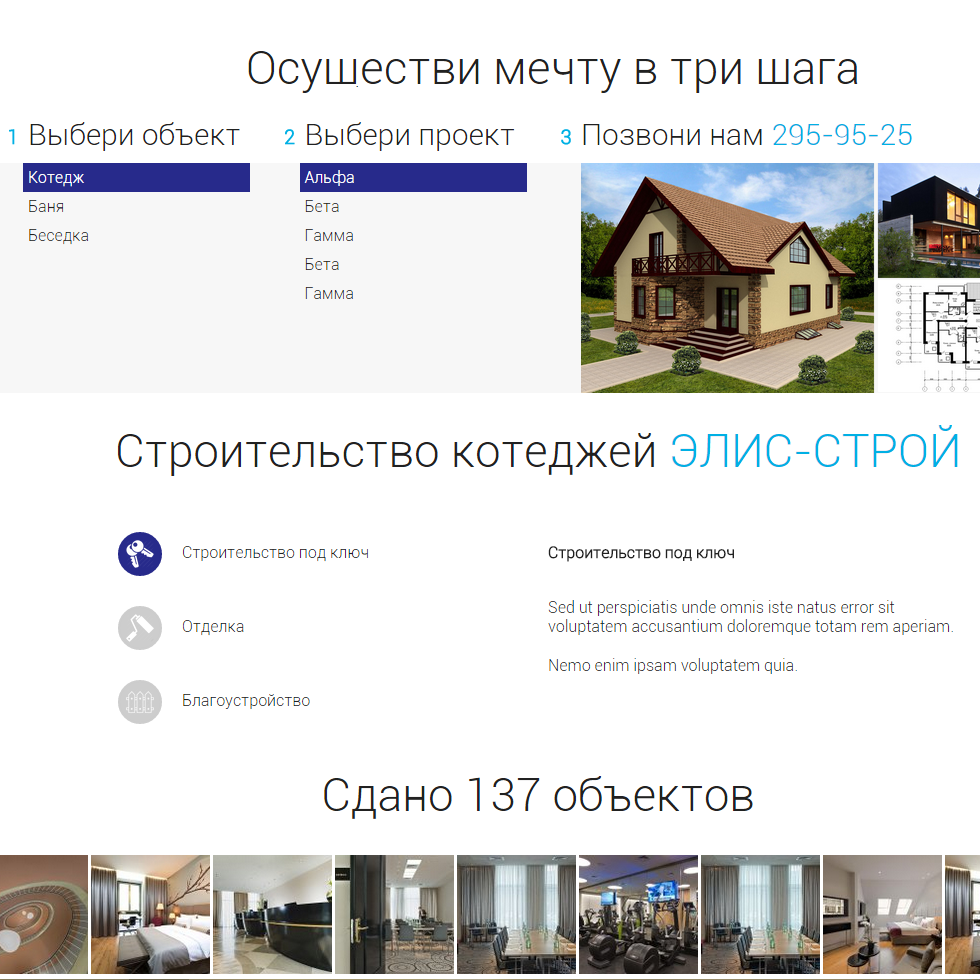 Осуществи мечту в три шага
1 Выбери объект
2 Выбери проект
3 Позвони нам 295-95-25
Котедж
Баня
Беседка
Альфа
Бета
Гамма
Бета
Гамма
Строительство котеджей ЭЛИС-СТРОЙ
Строительство под ключ
Отделка
Благоустройство
Строительство под ключ
Sed ut perspiciatis unde omnis iste natus error sit
voluptatem accusantium doloremque totam rem aperiam.
Nemo enim ipsam voluptatem quia.
Сдано 137 объектов